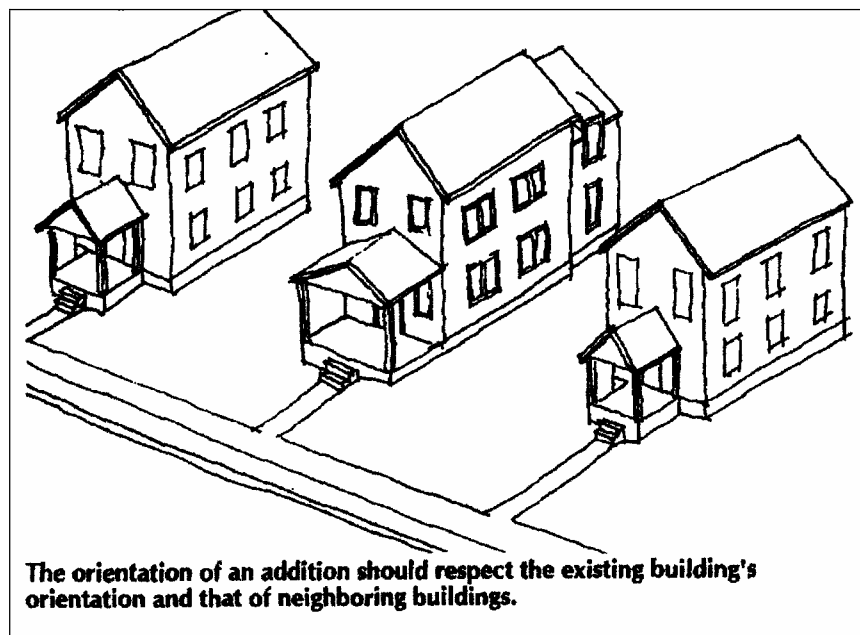 The orientation of an addition should respect the existing building's
orientation and that of neighboring buildings.